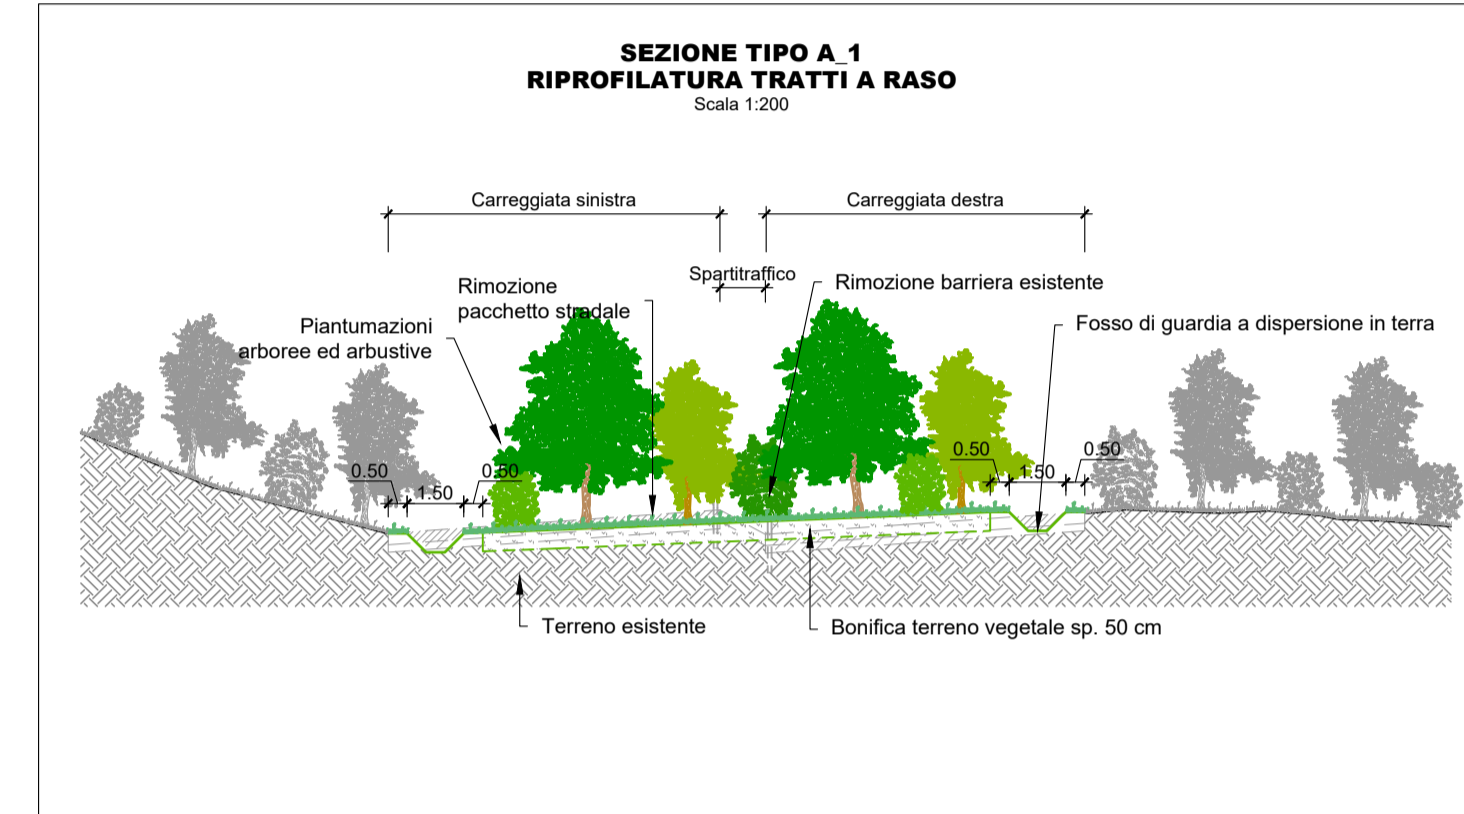 SEZIONE TIPO A_1
RIPROFILATURA TRATTI A RASO
Scala 1:200
Carreggiata sinistra
Carreggiata destra
Spartitraffico
Rimozione
pacchetto stradale
Rimozione barriera esistente
Piantumazioni
arboree ed arbustive
Fosso di guardia a dispersione in terra
0.50
1.50
0.50
0.50
1.50
0.50
Terreno esistente
Bonifica terreno vegetale sp. 50 cm